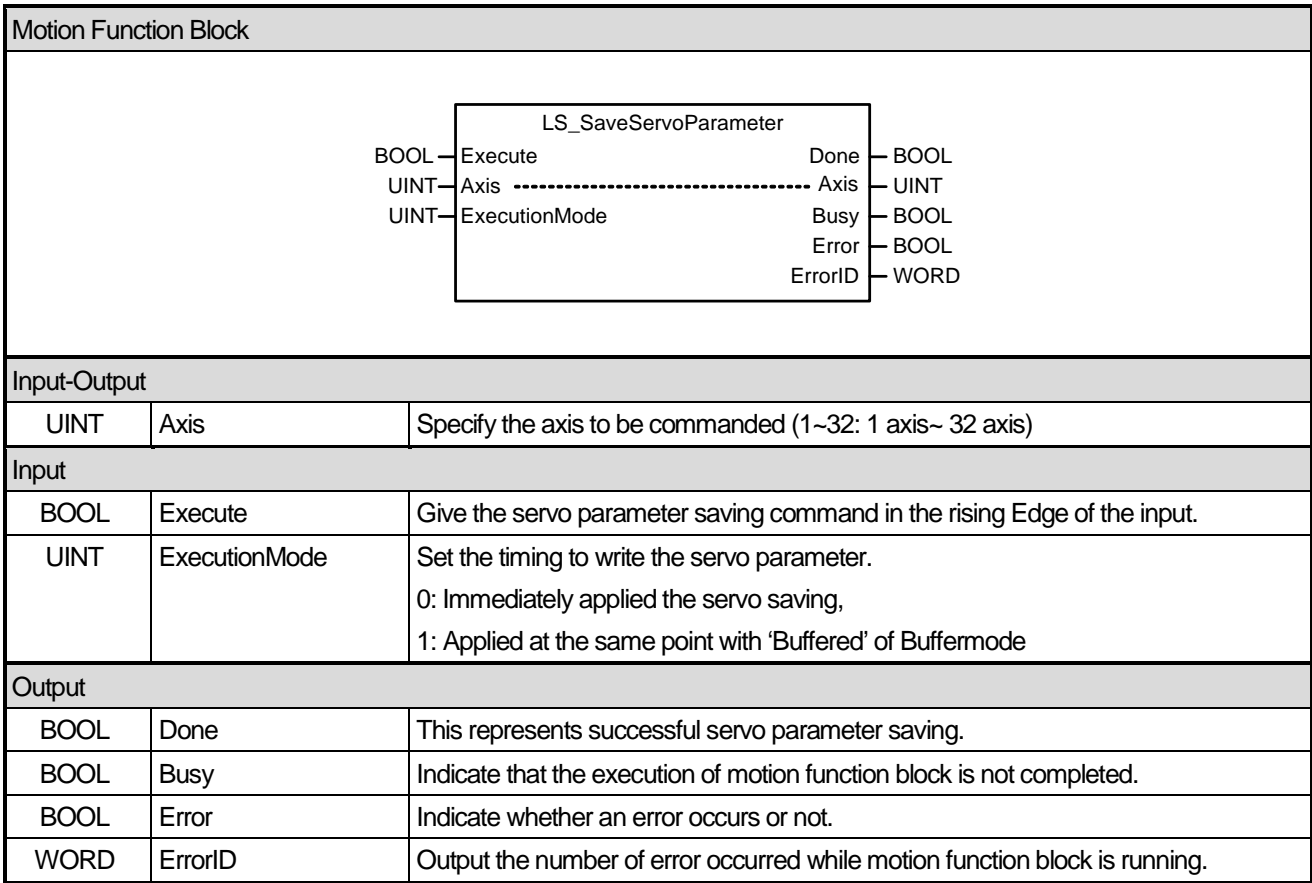 Motion Function Block
LS_SaveServoParameter
BOOL Execute Done BOOL
UINT Axis Axis UINT
UINT ExecutionMode Busy BOOL
Error BOOL
ErrorID WORD
Input-Output
UINT Axis Specify the axis to be commanded (1~32: 1 axis~ 32 axis)
Input
BOOL Execute Give the servo parameter saving command in the rising Edge of the input.
UINT ExecutionMode Set the timing to write the servo parameter.
0: Immediately applied the servo saving,
1: Applied at the same point with ‘Buffered’ of Buffermode
Output
BOOL Done This represents successful servo parameter saving.
BOOL Busy Indicate that the execution of motion function block is not completed.
BOOL Error Indicate whether an error occurs or not.
WORD ErrorID Output the number of error occurred while motion function block is running.